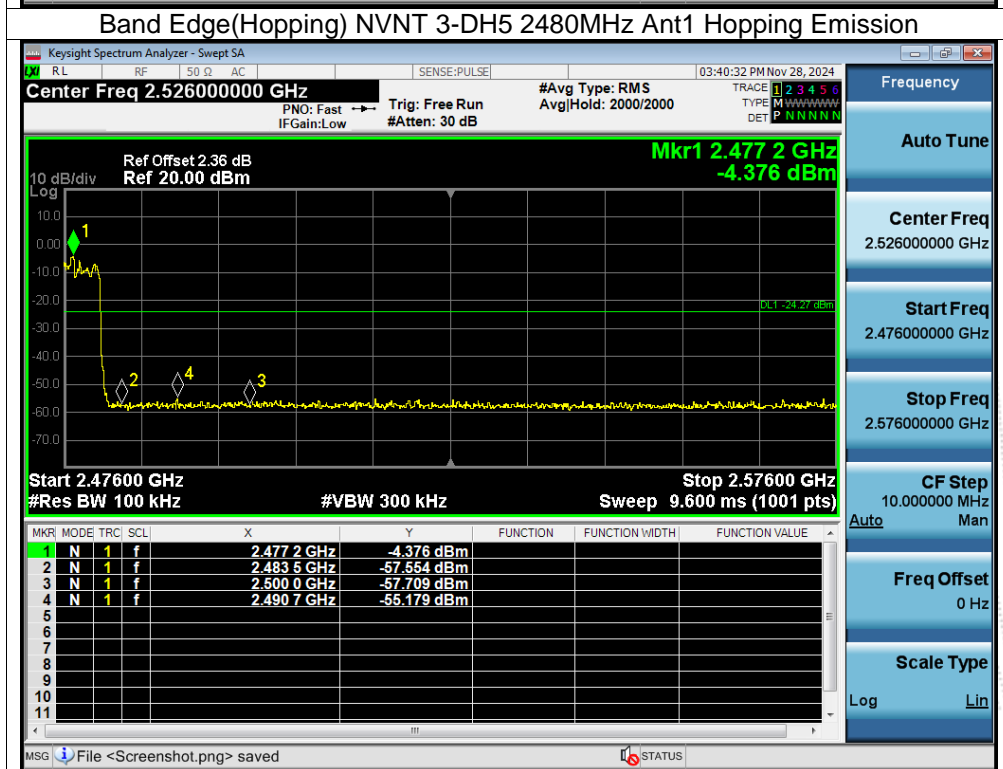 Band Edge(Hopping) NVNT 3-DH5 2480MHz Ant1 Hopping Emission
Keysight Spectrum Analyzer - Swept SA
LXI RL RF 50 Ω AC SENSE:PULSE 03:40:32 PM Nov 28, 2024
Center Freq 2.526000000 GHz #Avg Type: RMS TRACE 1 2 3 4 5 6
PNO: Fast Trig: Free Run Avg|Hold: 2000/2000 TYPE M WWWWW
IFGain:Low #Atten: 30 dB DET P N N N N N
Mkr1 2.477 2 GHz
-4.376 dBm
Ref Offset 2.36 dB
10 dB/div Ref 20.00 dBm
Log
10.0
0.00
-10.0
-20.0
-30.0
-40.0
-50.0
-60.0
-70.0
1
2
4
3
DL1 -24.27 dBm
Start 2.47600 GHz Stop 2.57600 GHz
#Res BW 100 kHz #VBW 300 kHz Sweep 9.600 ms (1001 pts)
MKR MODE TRC SCL X Y FUNCTION FUNCTION WIDTH FUNCTION VALUE
1 N 1 f 2.477 2 GHz -4.376 dBm
2 N 1 f 2.483 5 GHz -57.554 dBm
3 N 1 f 2.500 0 GHz -57.709 dBm
4 N 1 f 2.490 7 GHz -55.179 dBm
5
6
7
8
9
10
11
MSG File <Screenshot.png> saved STATUS
Frequency
Auto Tune
Center Freq
2.526000000 GHz
Start Freq
2.476000000 GHz
Stop Freq
2.576000000 GHz
CF Step
10.000000 MHz
Auto Man
Freq Offset
0 Hz
Scale Type
Log Lin